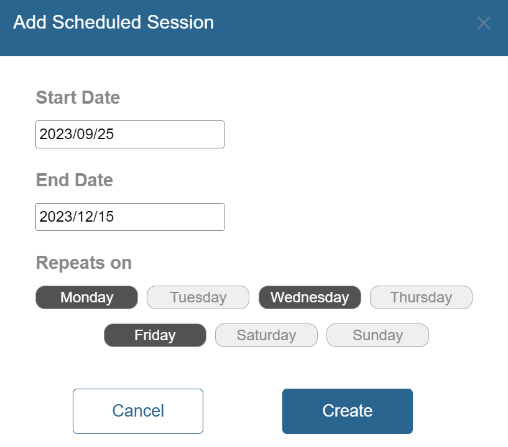 Add Scheduled Session
Start Date
2023/09/25
End Date
2023/12/15
Repeats on
Monday Tuesday Wednesday Thursday
Friday Saturday Sunday
Cancel Create